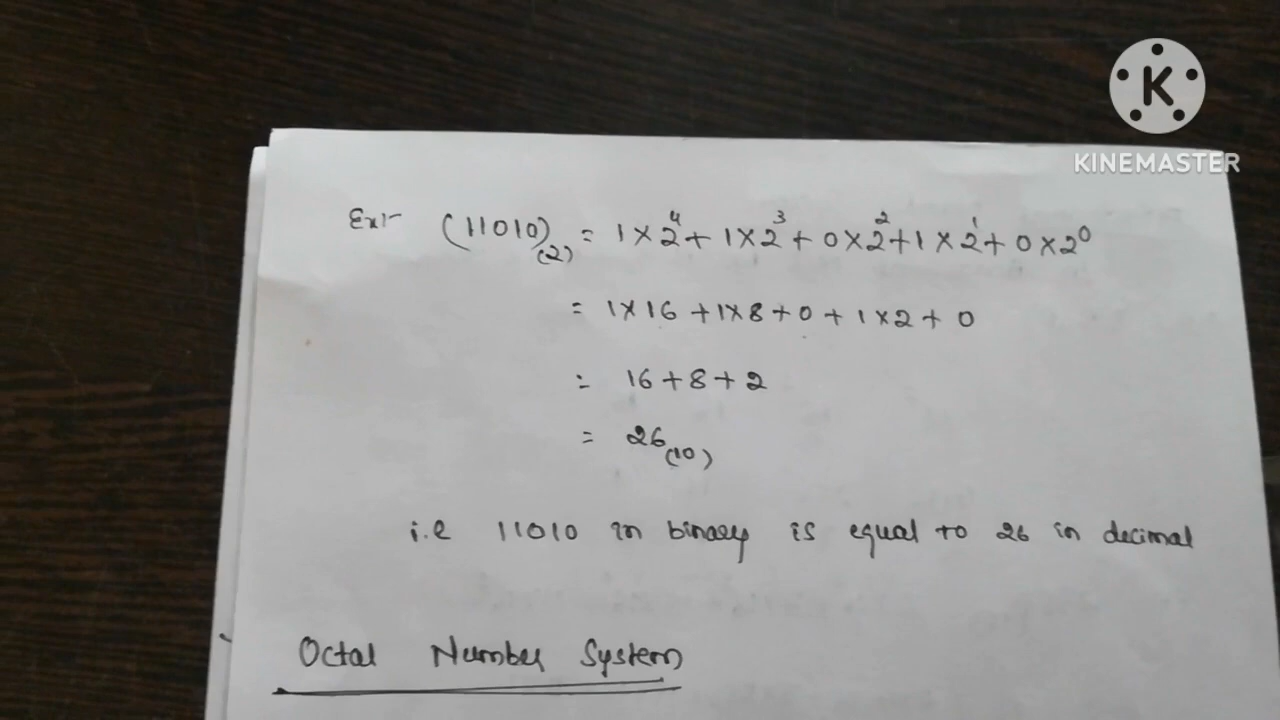 K
KINEMASTER
Ex:- (11010)₍₂₎ = 1×2⁴+ 1×2³ + 0×2²+1×2¹+ 0×2⁰
= 1×16 +1×8+0+1×2+ 0
= 16+8+2
= 26₍₁₀₎
i.e 11010 in binary is equal to 26 in decimal
Octal Number System